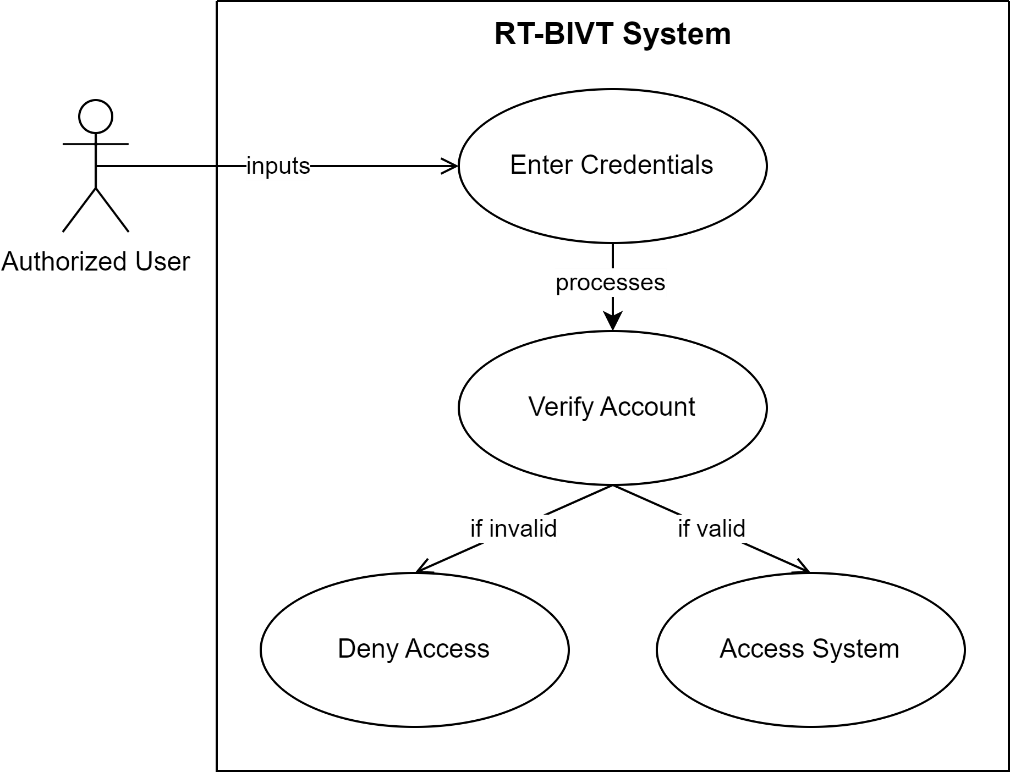 RT-BIVT System
inputs
Enter Credentials
Authorized User
processes
Verify Account
if invalid
if valid
Deny Access
Access System